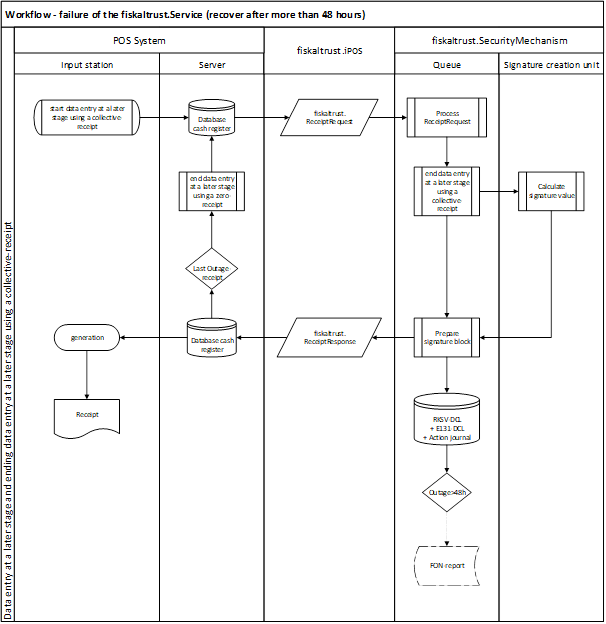 Workflow - failure of the fiskaltrust.Service (recover after more than 48 hours)
POS System
fiskaltrust.iPOS
fiskaltrust.SecurityMechanism
Input station
Server
Queue
Signature creation unit
start data entry at a later
stage using a collective
receipt
Database
cash register
fiskaltrust.
ReceiptRequest
Process
ReceiptRequest
end data entry
at a later stage
using a zero-
receipt
end data entry
at a later stage
using a
collective-
receipt
Calculate
signature value
Last Outage
receipt
generation
Database cash
register
fiskaltrust.
ReceiptResponse
Prepare
signature block
Receipt
RKSV DCL
+ E131 DCL
+ Action journal
Outage>48h
FON-report
Data entry at a later stage and ending data entry at a later stage using a collective-receipt